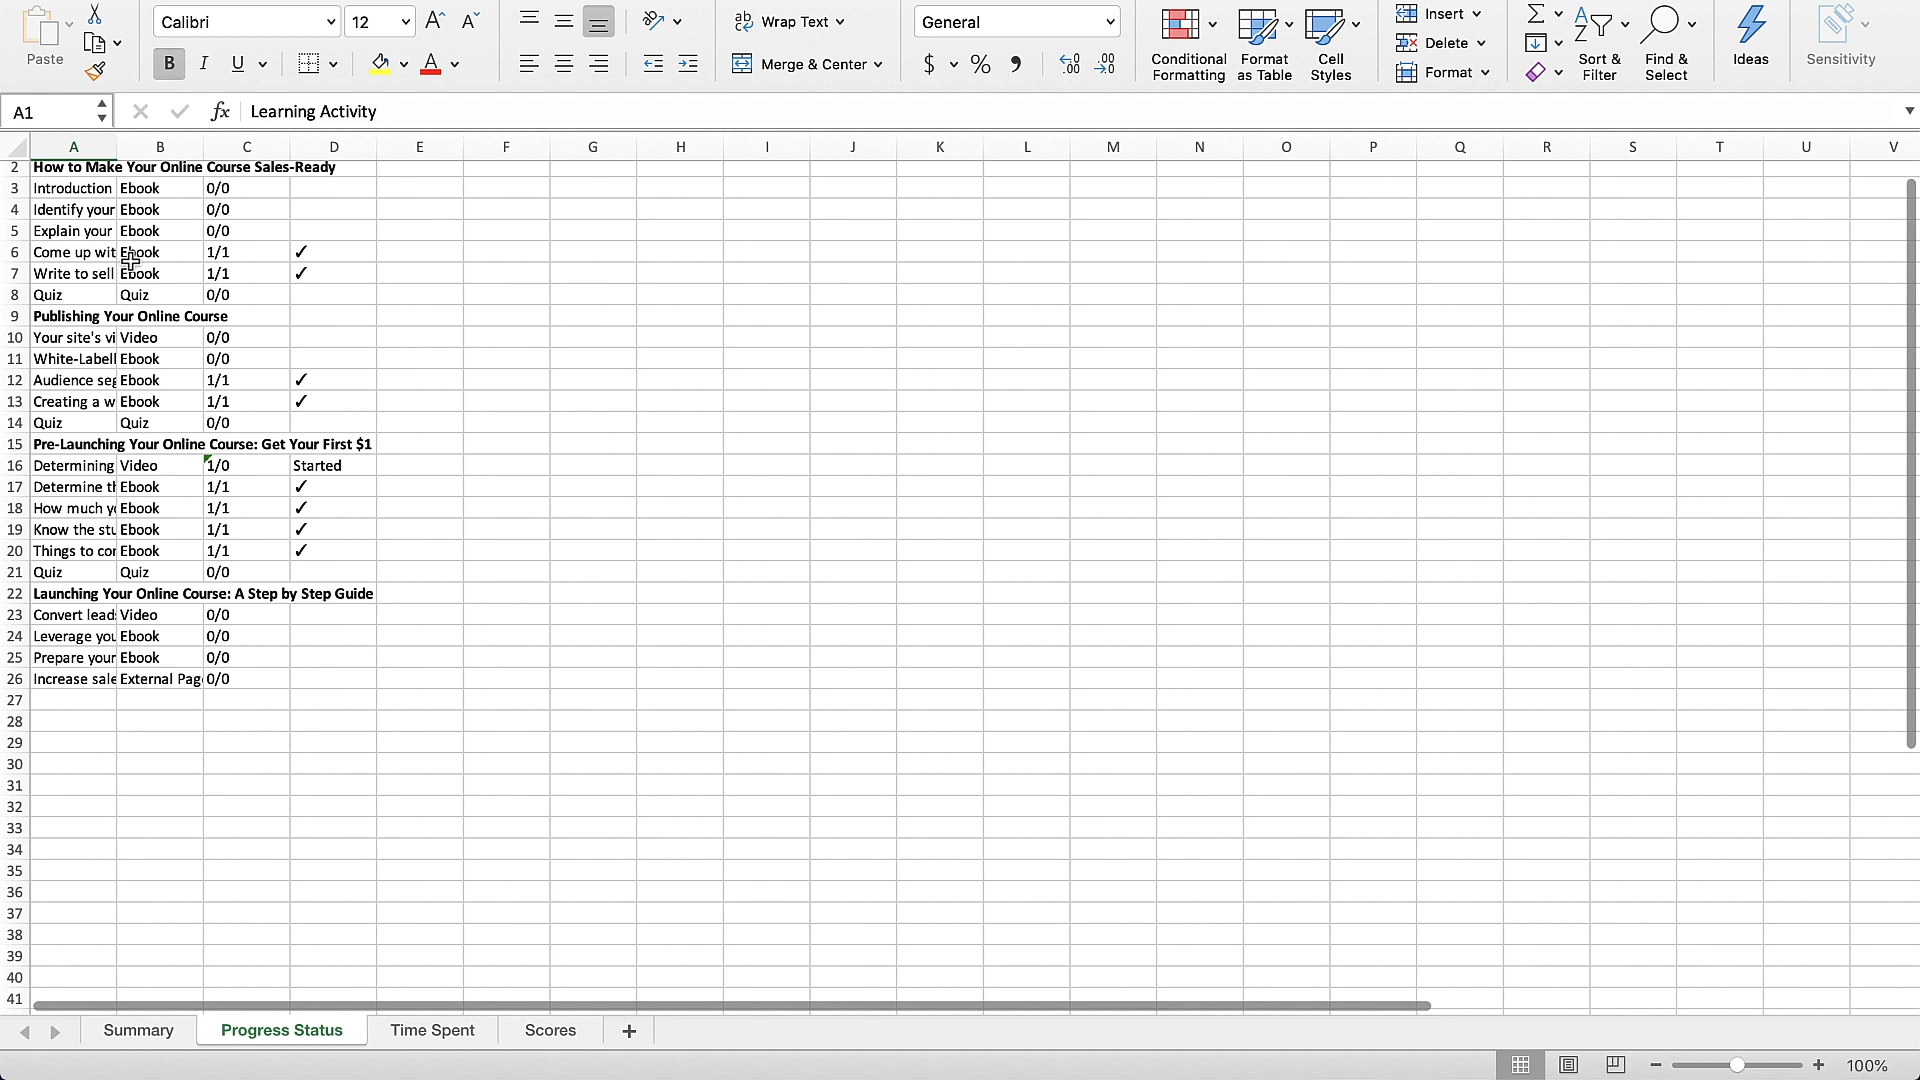 Calibri 12 A^ A˅ Wrap Text General Insert Σ
Paste B I U A Merge & Center $ % Conditional Formatting Format as Table Cell Styles Delete Format Sort & Filter Find & Select Ideas Sensitivity
A1 fx Learning Activity
A B C D E F G H I J K L M N O P Q R S T U V
2 How to Make Your Online Course Sales-Ready
3 Introduction Ebook 0/0
4 Identify your Ebook 0/0
5 Explain your Ebook 0/0
6 Come up wit Ebook 1/1 ✓
7 Write to sell Ebook 1/1 ✓
8 Quiz Quiz 0/0
9 Publishing Your Online Course
10 Your site's vi Video 0/0
11 White-Labell Ebook 0/0
12 Audience seg Ebook 1/1 ✓
13 Creating a w Ebook 1/1 ✓
14 Quiz Quiz 0/0
15 Pre-Launching Your Online Course: Get Your First $1
16 Determining Video 1/0 Started
17 Determine th Ebook 1/1 ✓
18 How much yo Ebook 1/1 ✓
19 Know the stu Ebook 1/1 ✓
20 Things to con Ebook 1/1 ✓
21 Quiz Quiz 0/0
22 Launching Your Online Course: A Step by Step Guide
23 Convert lead Video 0/0
24 Leverage you Ebook 0/0
25 Prepare your Ebook 0/0
26 Increase sale External Pag 0/0
27
28
29
30
31
32
33
34
35
36
37
38
39
40
41
Summary Progress Status Time Spent Scores +
100%